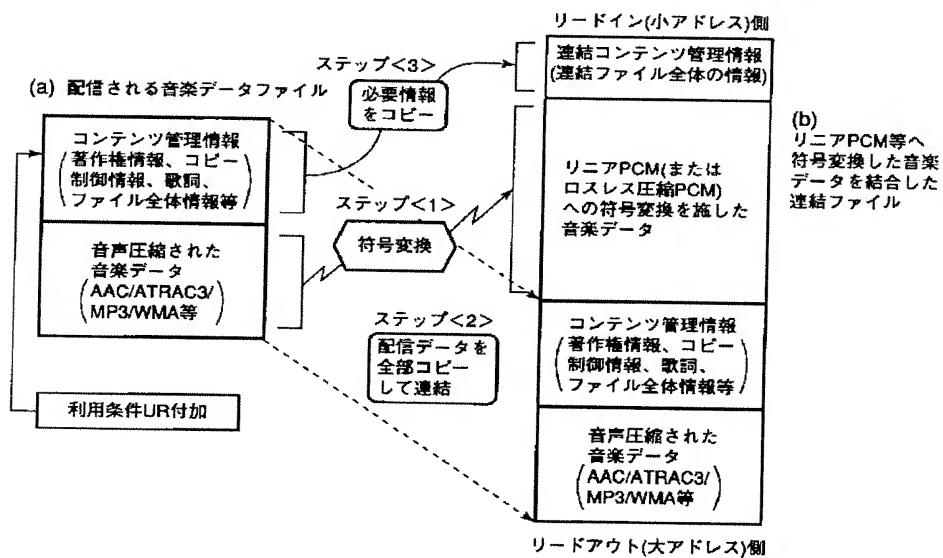 (a) 配信される音楽データファイル
コンテンツ管理情報
著作権情報、コピー
制御情報、歌詞、
ファイル全体情報等
音声圧縮された
音楽データ
AAC/ATRAC3/
MP3/WMA等
利用条件UR付加
ステップ<3>
必要情報
をコピー
ステップ<1>
符号変換
ステップ<2>
配信データを
全部コピー
して連結
リードイン(小アドレス)側
連結コンテンツ管理情報
(連結ファイル全体の情報)
リニアPCM(または
ロスレス圧縮PCM)
への符号変換を施した
音楽データ
コンテンツ管理情報
著作権情報、コピー
制御情報、歌詞、
ファイル全体情報等
音声圧縮された
音楽データ
AAC/ATRAC3/
MP3/WMA等
リードアウト(大アドレス)側
(b)
リニアPCM等へ
符号変換した音楽
データを結合した
連結ファイル